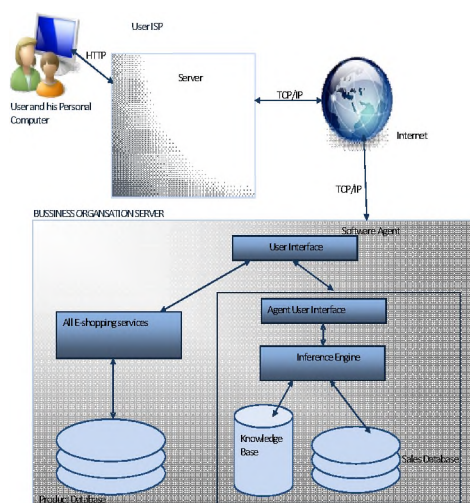 User ISP
HTTP
Server
User and his Personal
Computer
TCP/IP
Internet
TCP/IP
BUSSINESS ORGANSATION SERVER
Software Agent
User Interface
All E-shopping services
Agent User Interface
Inference Engine
Knowledge
Base
Sales Database
Product Database